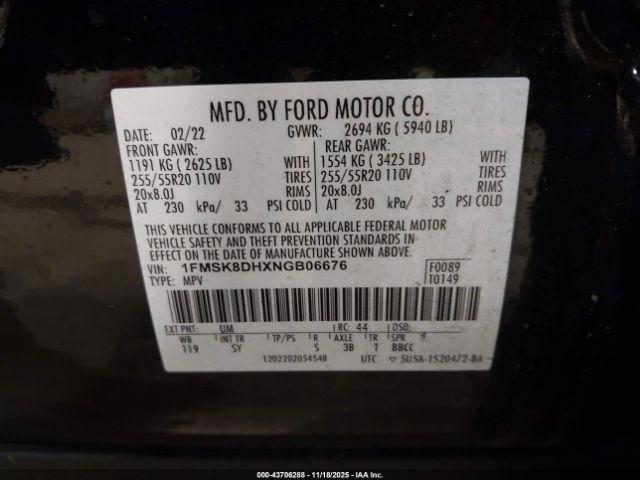 MFD. BY FORD MOTOR CO.
DATE: 02/22 GVWR: 2694 KG ( 5940 LB)
FRONT GAWR: REAR GAWR:
1191 KG ( 2625 LB) WITH 1554 KG ( 3425 LB) WITH
255/55R20 110V TIRES 255/55R20 110V TIRES
20x8.0J RIMS 20x8.0J RIMS
AT 230 kPa/ 33 PSI COLD AT 230 kPa/ 33 PSI COLD
THIS VEHICLE CONFORMS TO ALL APPLICABLE FEDERAL MOTOR
VEHICLE SAFETY AND THEFT PREVENTION STANDARDS IN EFFECT
ON THE DATE OF MANUFACTURE SHOWN ABOVE.
VIN: 1FMSK8DHXNGB06676 F0089
TYPE: MPV T0149
EXT PNT: UM RC: 44 DSO:
WB INT TR TP/PS R AXLE TR SPR
119 SY S 3B T BBCC
1202202054548 UTC 5U5A-1520472-BA
000-43706288 - 11/18/2025 - IAA Inc.